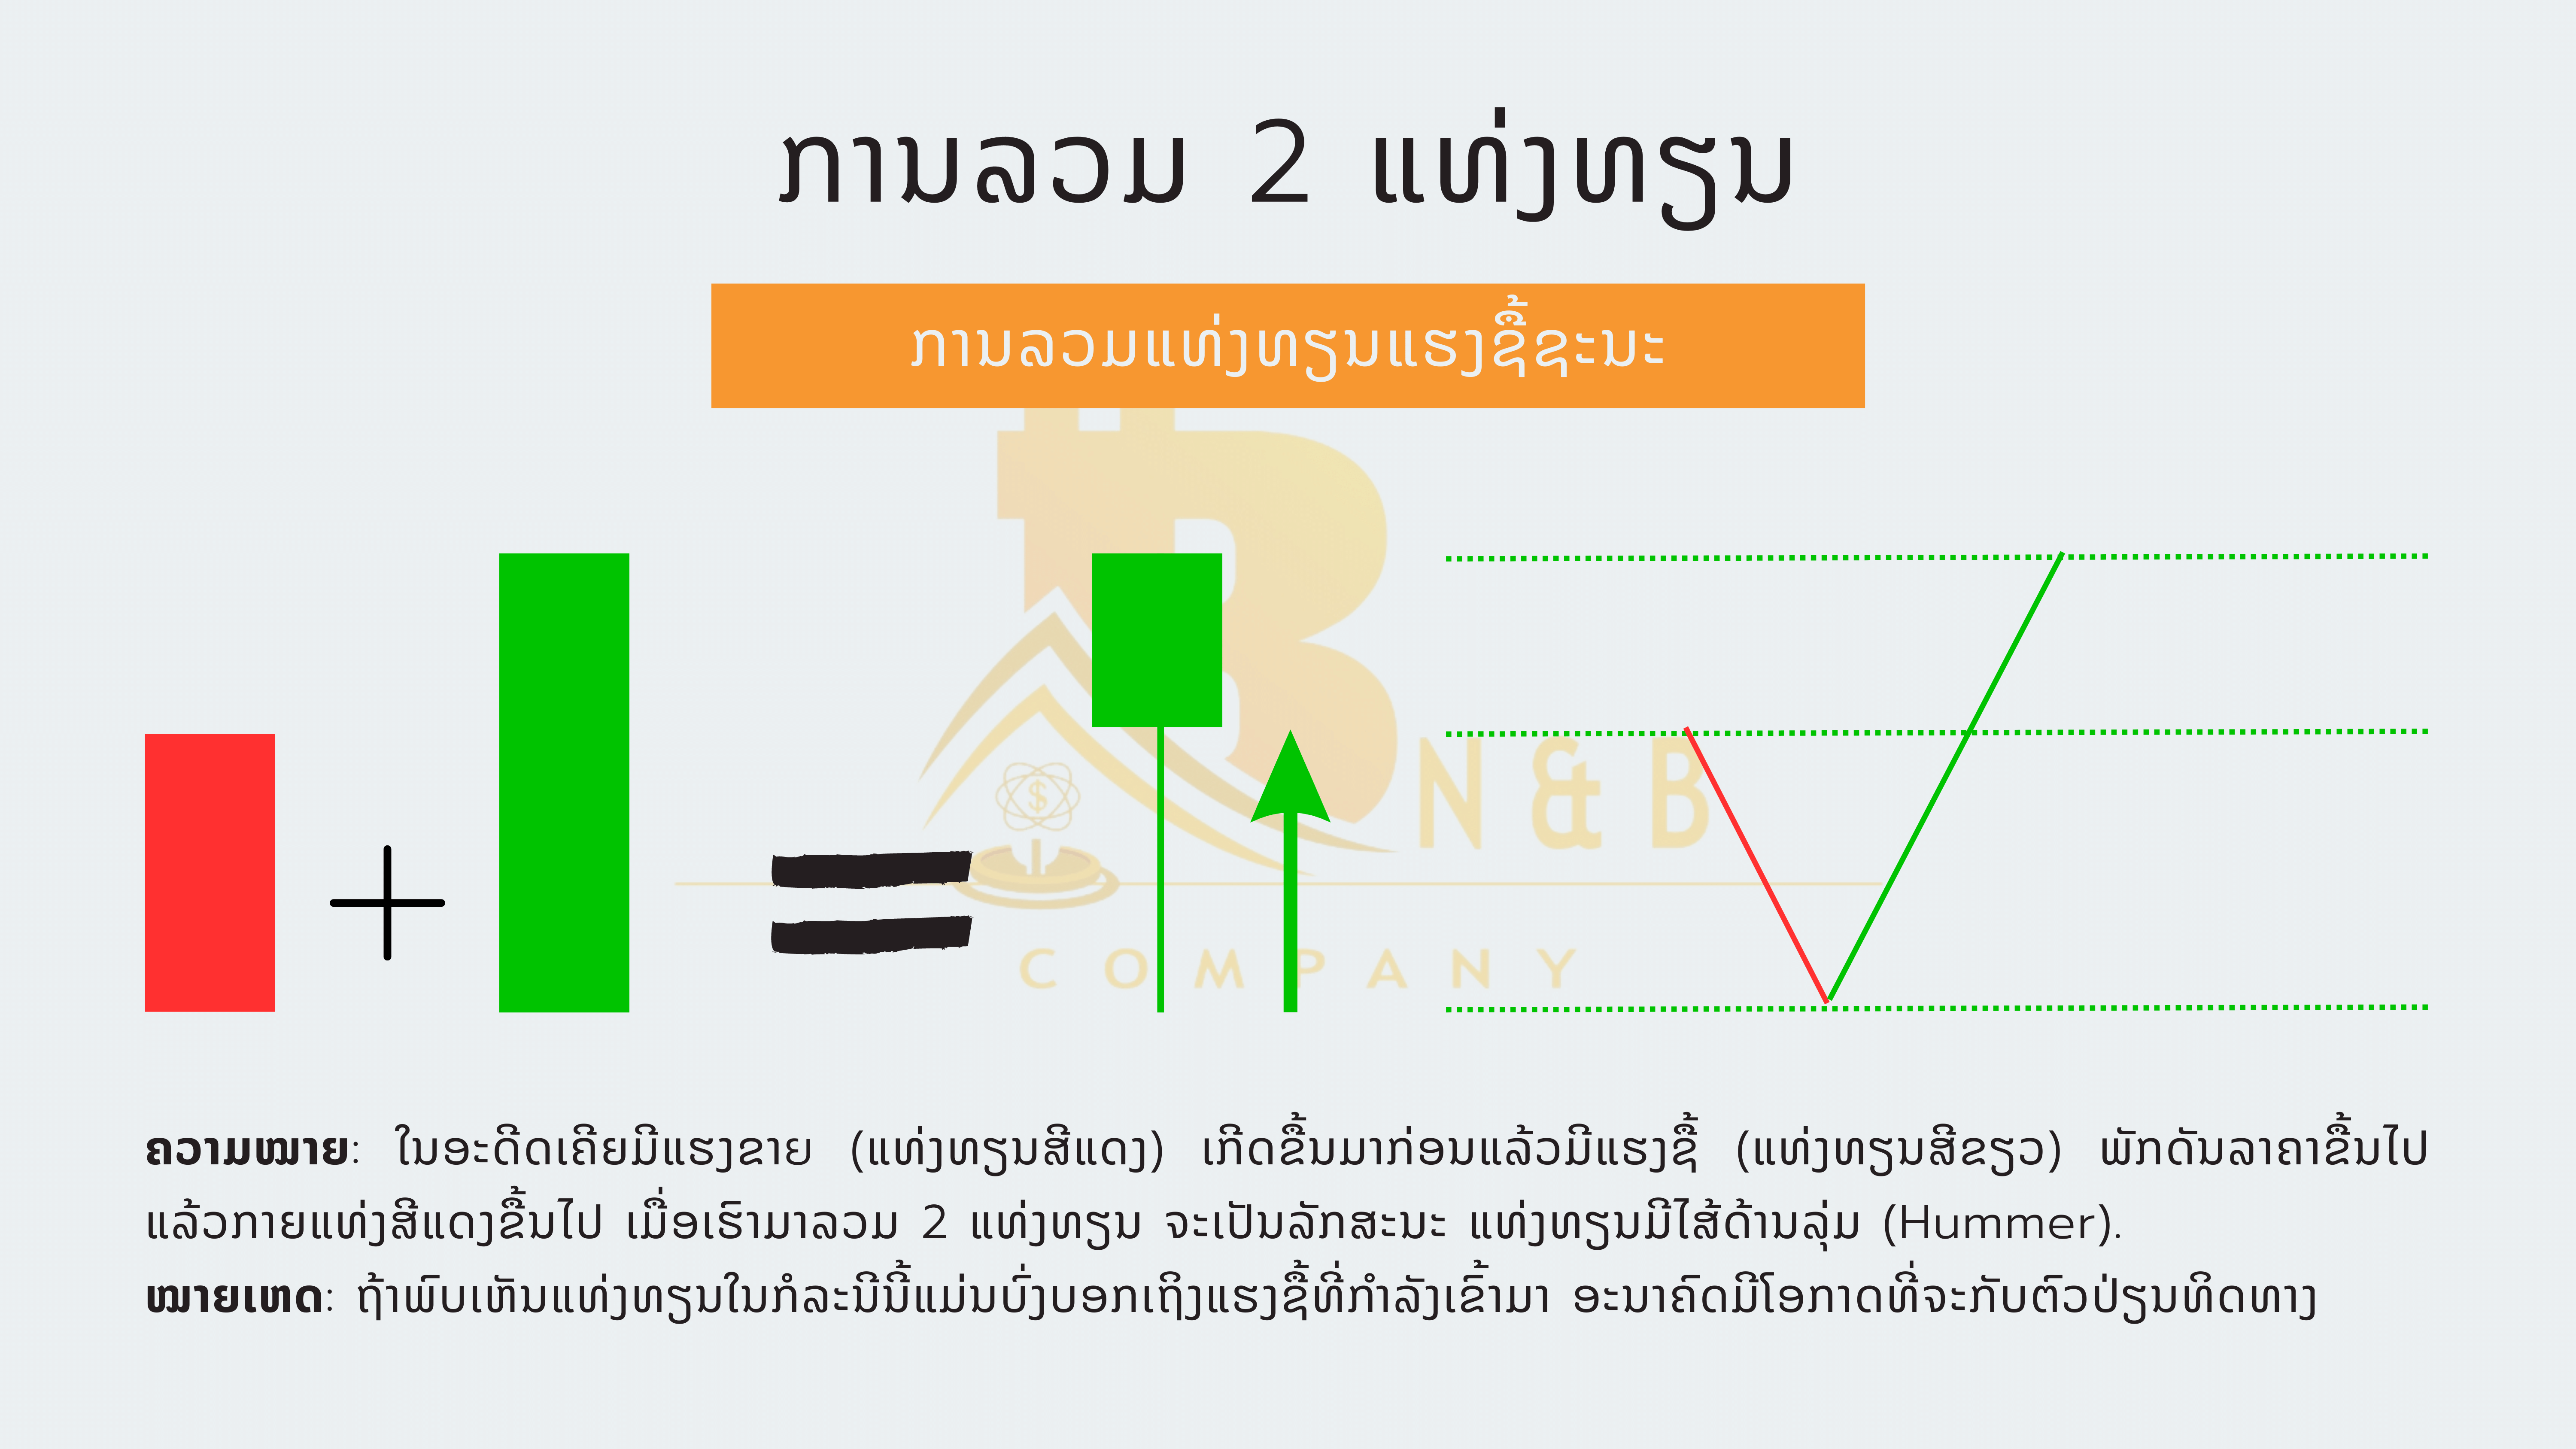 ການລວມ 2 ແທ່ງທຽນ
ການລວມແທ່ງທຽນແຮງຊື້ຊະນະ
$
N & B
COMPANY
ຄວາມໝາຍ: ໃນອະດີດເຄີຍມີແຮງຂາຍ (ແທ່ງທຽນສີແດງ) ເກີດຂື້ນມາກ່ອນແລ້ວມີແຮງຊື້ (ແທ່ງທຽນສີຂຽວ) ພັກດັນລາຄາຂື້ນໄປ
ແລ້ວກາຍແທ່ງສີແດງຂື້ນໄປ ເມື່ອເຮົາມາລວມ 2 ແທ່ງທຽນ ຈະເປັນລັກສະນະ ແທ່ງທຽນມີໄສ້ດ້ານລຸ່ມ (Hummer).
ໝາຍເຫດ: ຖ້າພົບເຫັນແທ່ງທຽນໃນກໍລະນີນີ້ແມ່ນບົ່ງບອກເຖິງແຮງຊື້ທີ່ກຳລັງເຂົ້າມາ ອະນາຄົດມີໂອກາດທີ່ຈະກັບຕົວປ່ຽນທິດທາງ